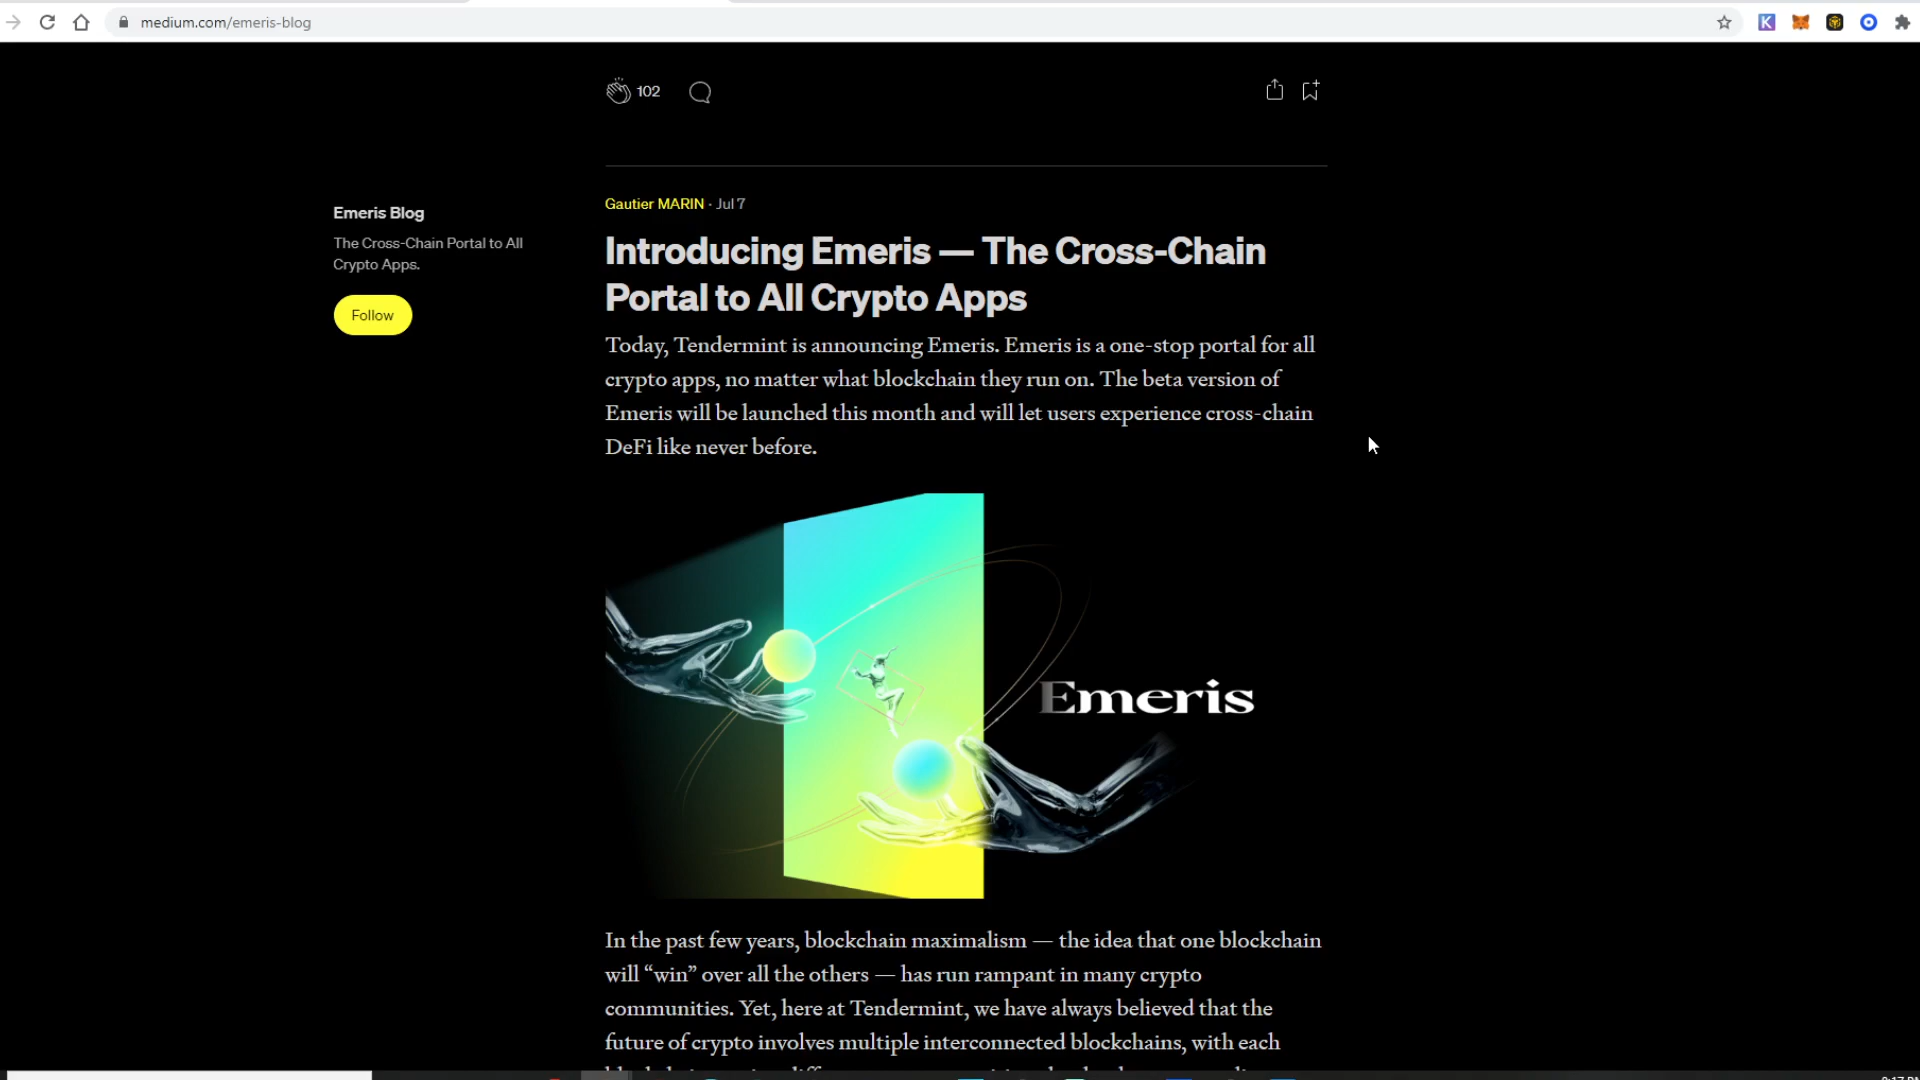 medium.com/emeris-blog
102
Emeris Blog
The Cross-Chain Portal to All
Crypto Apps.
Follow
Gautier MARIN · Jul 7
Introducing Emeris — The Cross-Chain
Portal to All Crypto Apps
Today, Tendermint is announcing Emeris. Emeris is a one-stop portal for all
crypto apps, no matter what blockchain they run on. The beta version of
Emeris will be launched this month and will let users experience cross-chain
DeFi like never before.
Emeris
In the past few years, blockchain maximalism — the idea that one blockchain
will “win” over all the others — has run rampant in many crypto
communities. Yet, here at Tendermint, we have always believed that the
future of crypto involves multiple interconnected blockchains, with each